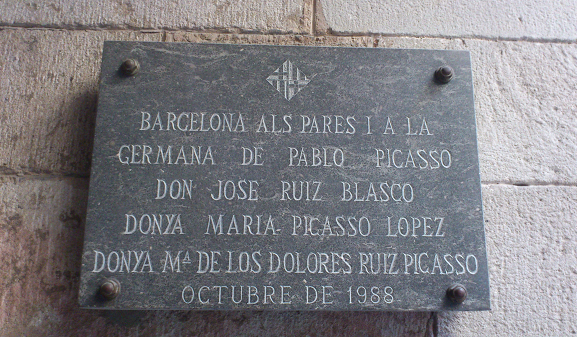 BARCELONA ALS PARES I A LA
GERMANA DE PABLO PICASSO
DON JOSE RUIZ BLASCO
DONYA MARIA PICASSO LOPEZ
DONYA Mª DE LOS DOLORES RUIZ PICASSO
OCTUBRE DE 1988